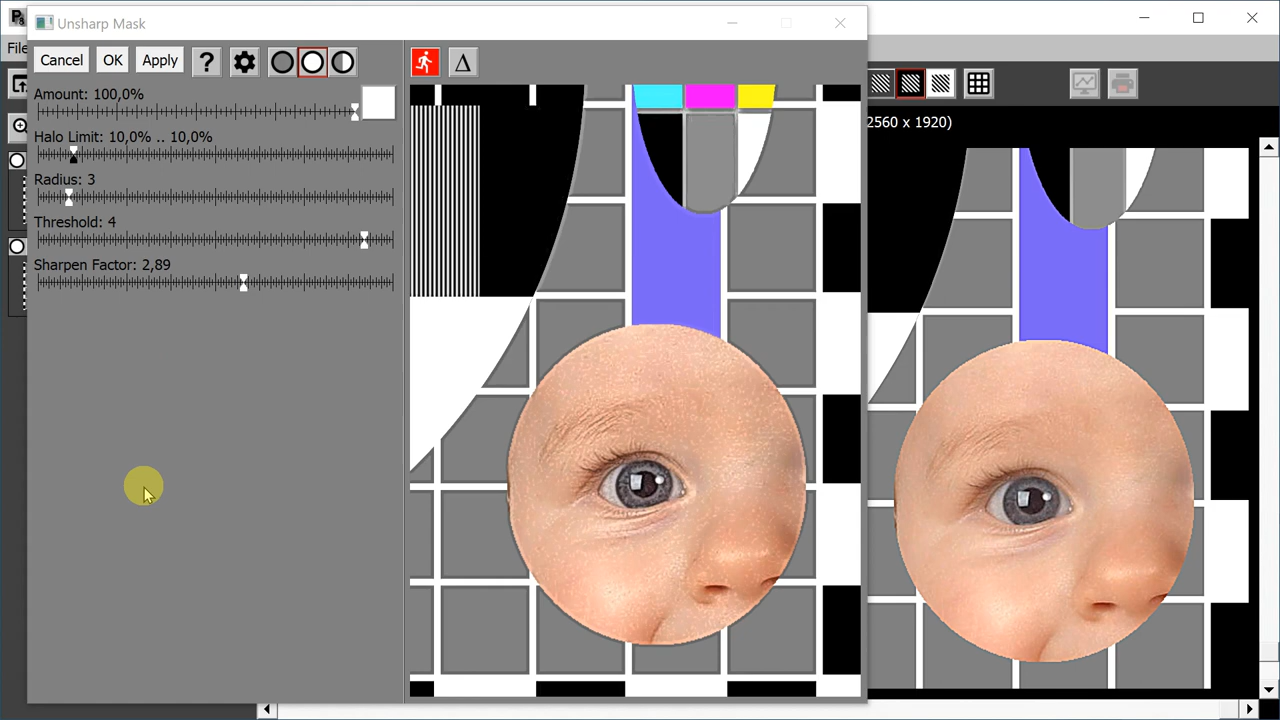 Unsharp Mask
File
Cancel
OK
Apply
?
Δ
Amount: 100,0%
Halo Limit: 10,0% .. 10,0%
Radius: 3
Threshold: 4
Sharpen Factor: 2,89
2560 x 1920)